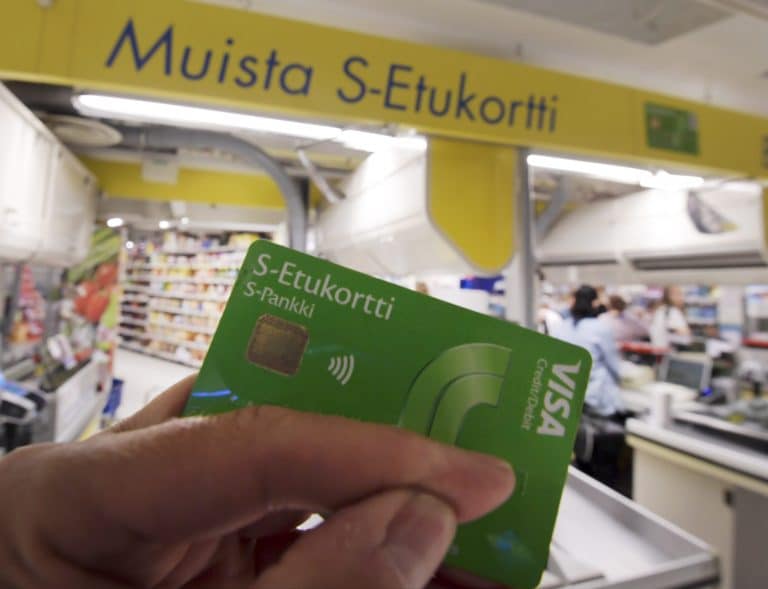 Muista S-Etukortti
S-Etukortti
S-Pankki
VISA
Credit/Debit